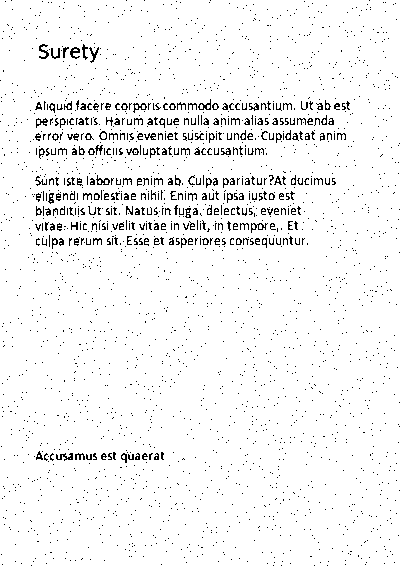 Surety
Aliquid facere corporis commodo accusantium. Ut ab est
perspiciatis. Harum atque nulla anim alias assumenda
error vero. Omnis eveniet suscipit unde. Cupidatat anim
ipsum ab officiis voluptatum accusantium.
Sunt iste laborum enim ab. Culpa pariatur?At ducimus
eligendi molestiae nihil. Enim aut ipsa iusto est
blanditiis Ut sit. Natus in fuga, delectus, eveniet
vitae. Hic nisi velit vitae in velit, in tempore,. Et
culpa rerum sit. Esse et asperiores consequuntur.
Accusamus est quaerat